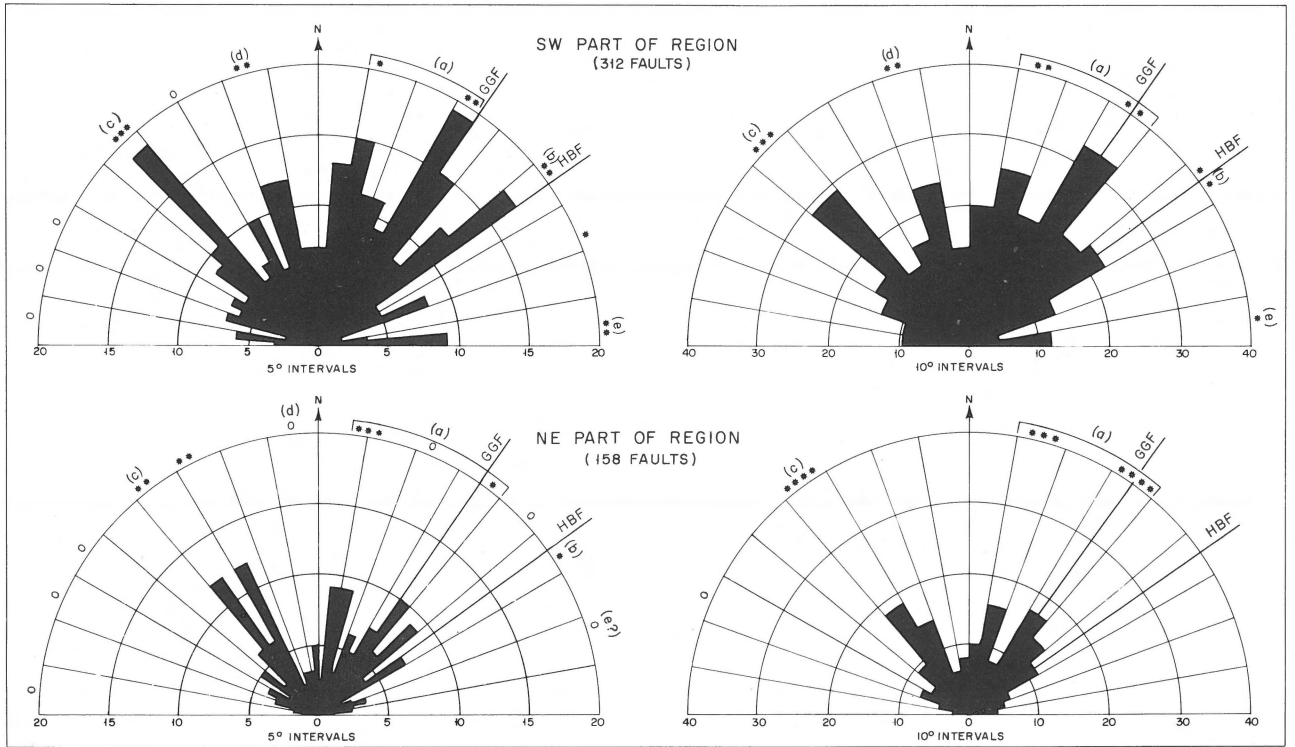 SW PART OF REGION
(312 FAULTS)
N
(d)
**
(a)
*
**
GGF
O
(c)
***
(b)
**
HBF
O
*
O
O
(e)
**
20 15 10 5 0 5 10 15 20
5° INTERVALS
N
(d)
**
(a)
**
**
GGF
(c)
***
HBF
(b)
**
(e)
*
40 30 20 10 0 10 20 30 40
10° INTERVALS
NE PART OF REGION
(158 FAULTS)
N
(d)
O
(a)
***
O
GGF
*
**
(c)
**
O
O
HBF
(b)
*
O
(e?)
O
O
20 15 10 5 0 5 10 15 20
5° INTERVALS
N
(a)
***
****
GGF
(c)
****
HBF
O
40 30 20 10 0 10 20 30 40
10° INTERVALS